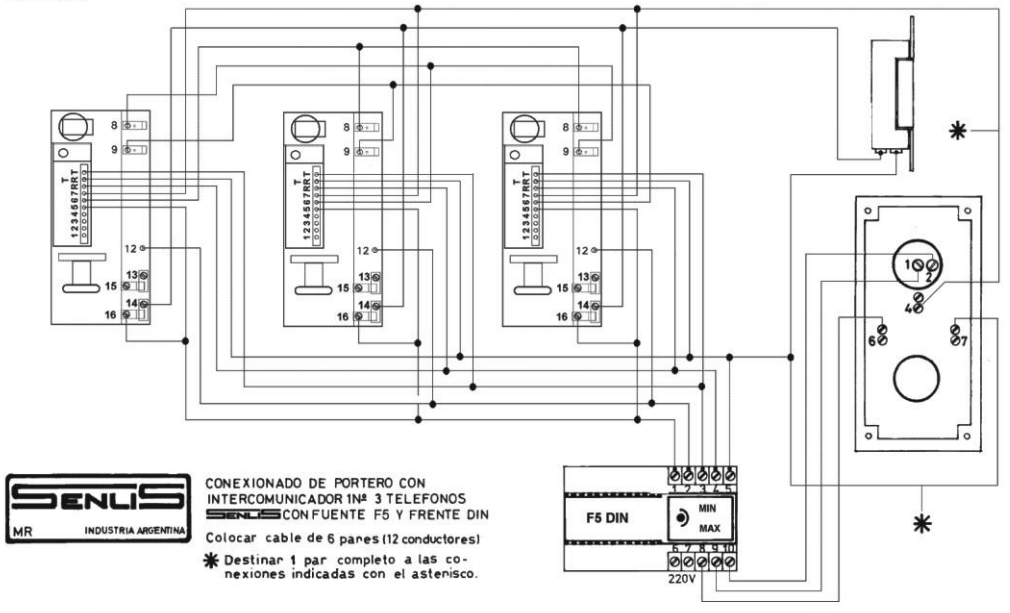 8
9
T
1234567RRT
12
13
15
14
16
8
9
T
1234567RRT
12
13
15
14
16
8
9
T
1234567RRT
12
13
15
14
16
1 2
4
6 7
1 2 3 4 5
F5 DIN
MIN
MAX
6 7 8 9 10
220V
SENLIS
MR INDUSTRIA ARGENTINA
CONEXIONADO DE PORTERO CON
INTERCOMUNICADOR 1Nª 3 TELEFONOS
SENLIS CON FUENTE F5 Y FRENTE DIN
Colocar cable de 6 pares (12 conductores)
* Destinar 1 par completo a las co-
nexiones indicadas con el asterisco.
*
*